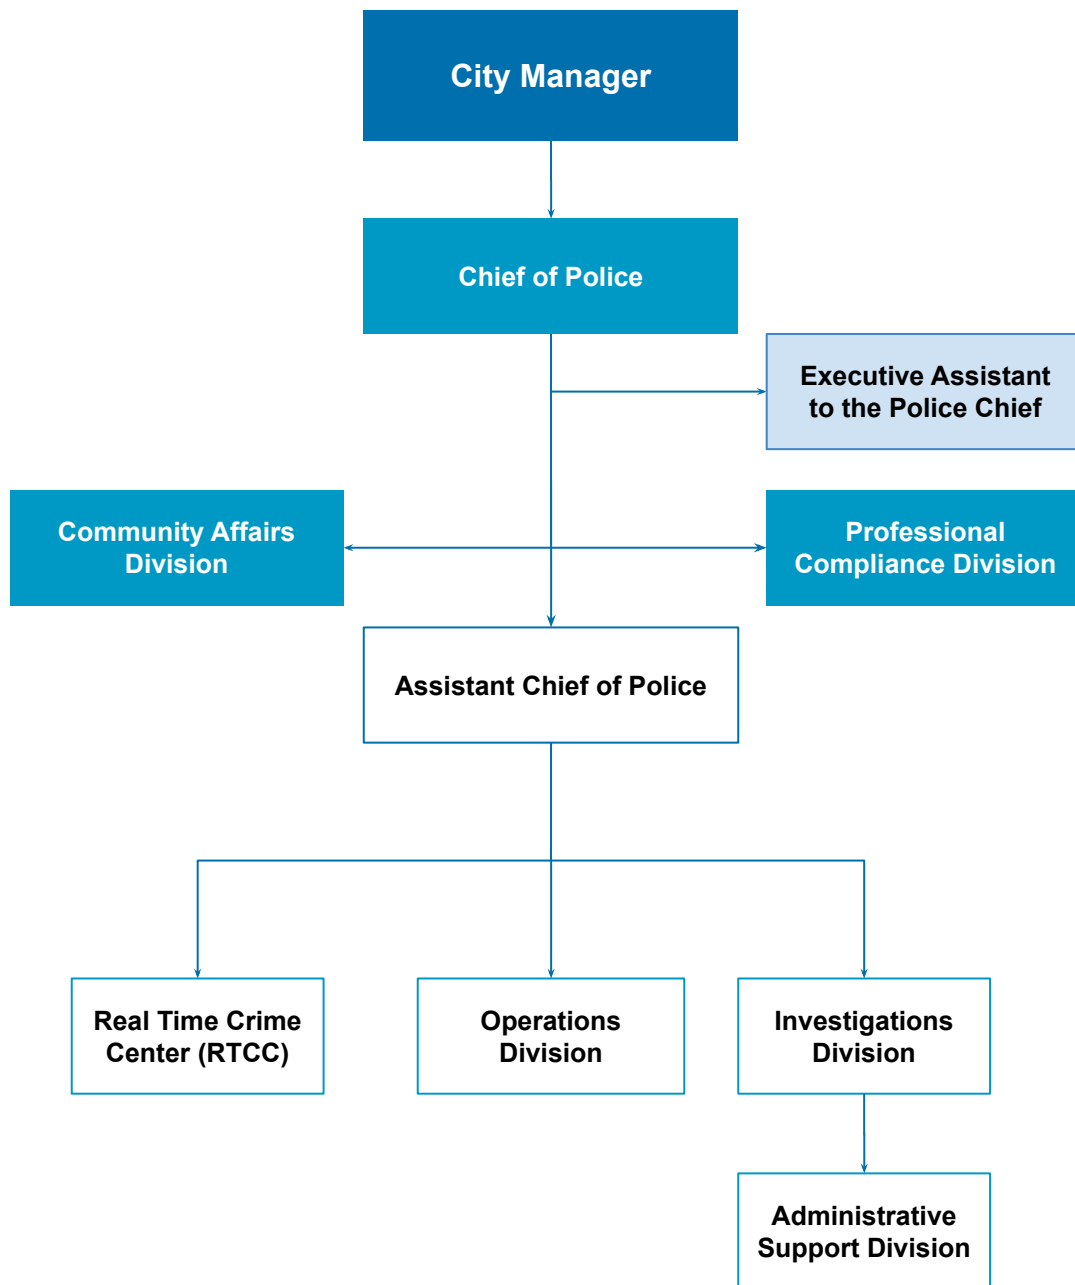 City Manager
Chief of Police
Executive Assistant
to the Police Chief
Community Affairs
Division
Professional
Compliance Division
Assistant Chief of Police
Real Time Crime
Center (RTCC)
Operations
Division
Investigations
Division
Administrative
Support Division